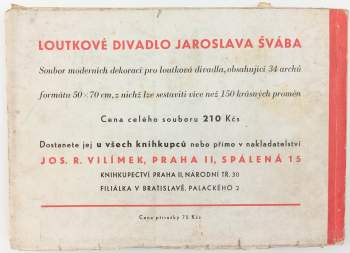 LOUTKOVÉ DIVADLO JAROSLAVA ŠVÁBA
Soubor moderních dekorací pro loutková divadla, obsahující 34 archů
formátu 50 × 70 cm, z nichž lze sestaviti více než 150 krásných proměn
Cena celého souboru 210 Kčs
Dostanete jej u všech knihkupců nebo přímo v nakladatelství
JOS. R. VILÍMEK, PRAHA II, SPÁLENÁ 15
KNIHKUPECTVÍ PRAHA II, NÁRODNÍ TŘ. 30
FILIÁLKA V BRATISLAVĚ, PALACKÉHO 2
Cena příručky 75 Kčs